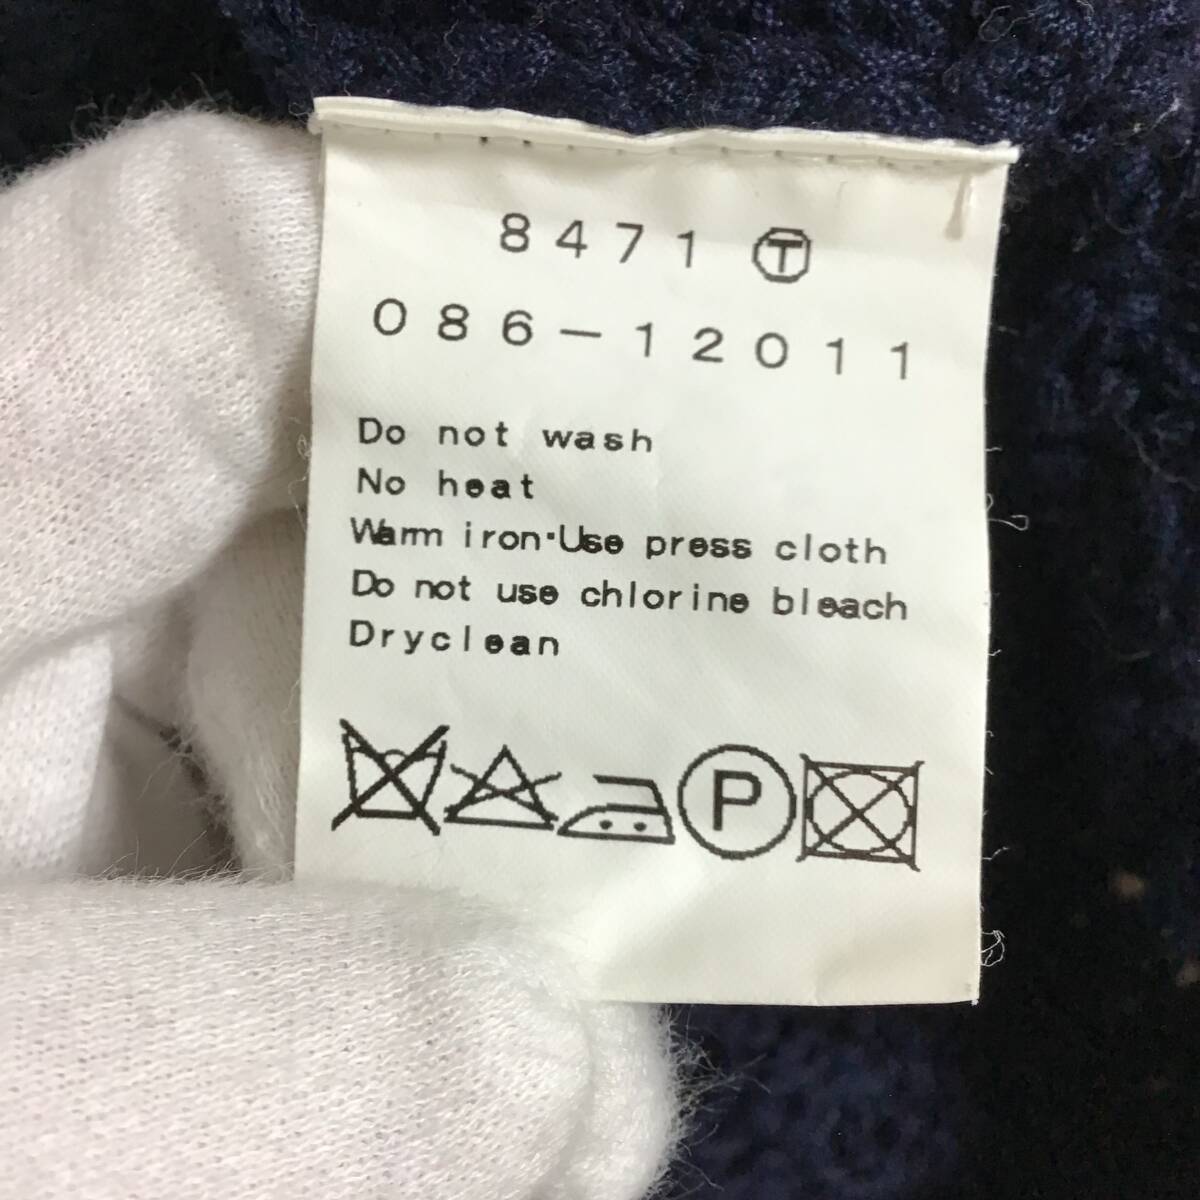 8471 Ⓣ
086-12011
Do not wash
No heat
Warm iron·Use press cloth
Do not use chlorine bleach
Dryclean
P